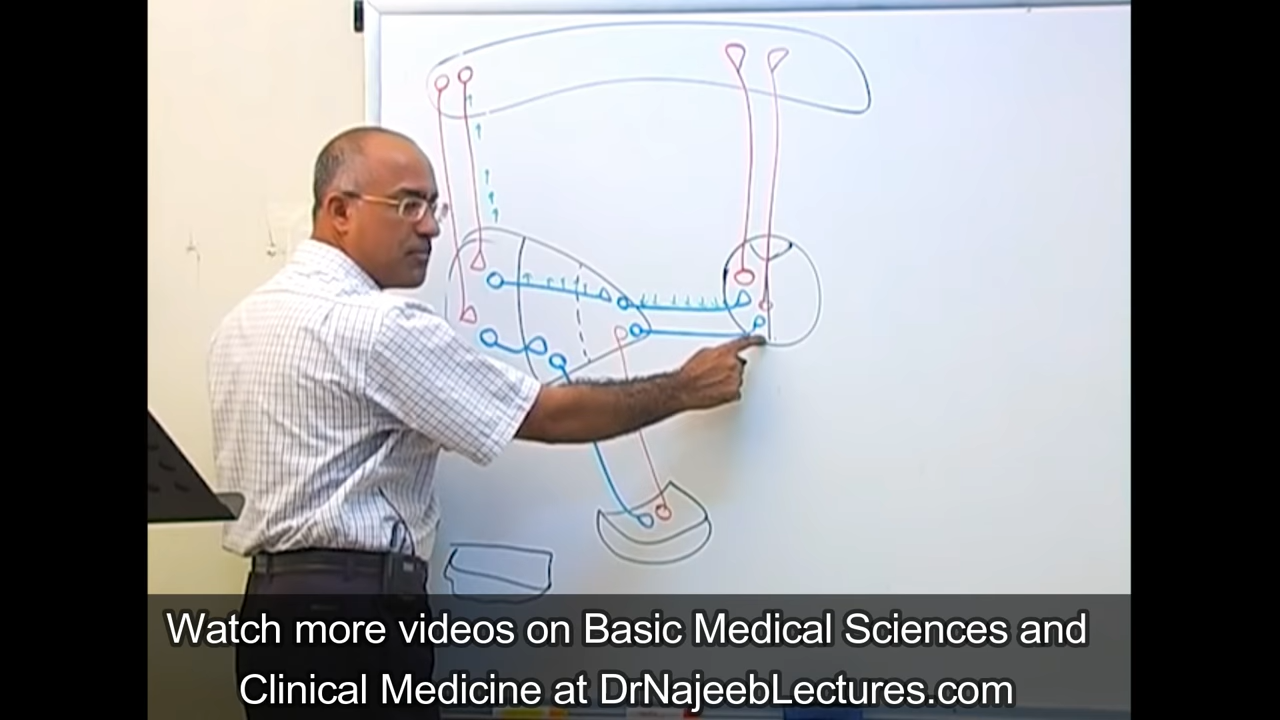 Watch more videos on Basic Medical Sciences and
Clinical Medicine at DrNajeebLectures.com